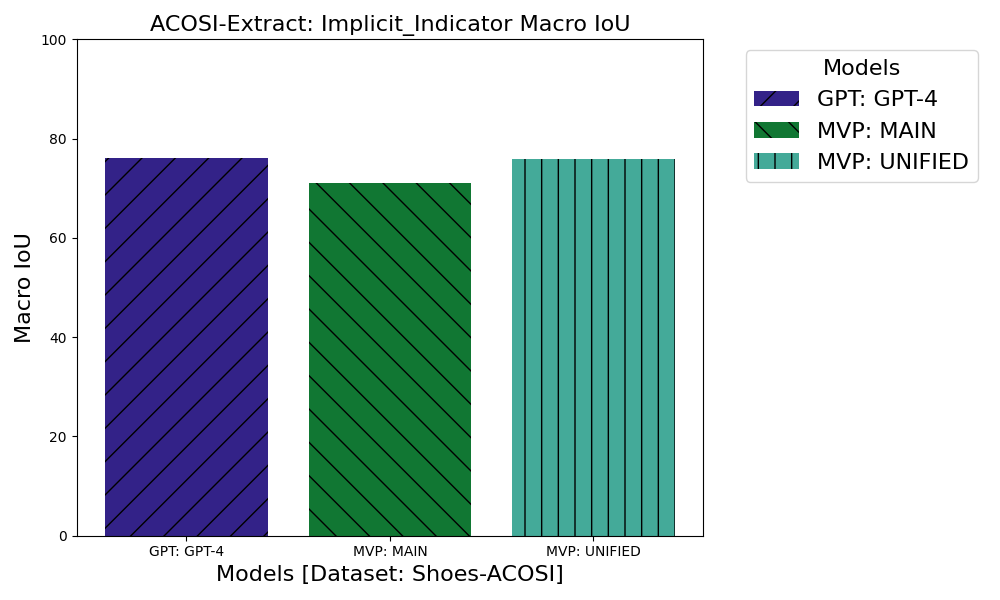 ACOSI-Extract: Implicit_Indicator Macro IoU
Macro IoU
100
80
60
40
20
0
GPT: GPT-4
MVP: MAIN
MVP: UNIFIED
Models [Dataset: Shoes-ACOSI]
Models
GPT: GPT-4
MVP: MAIN
MVP: UNIFIED